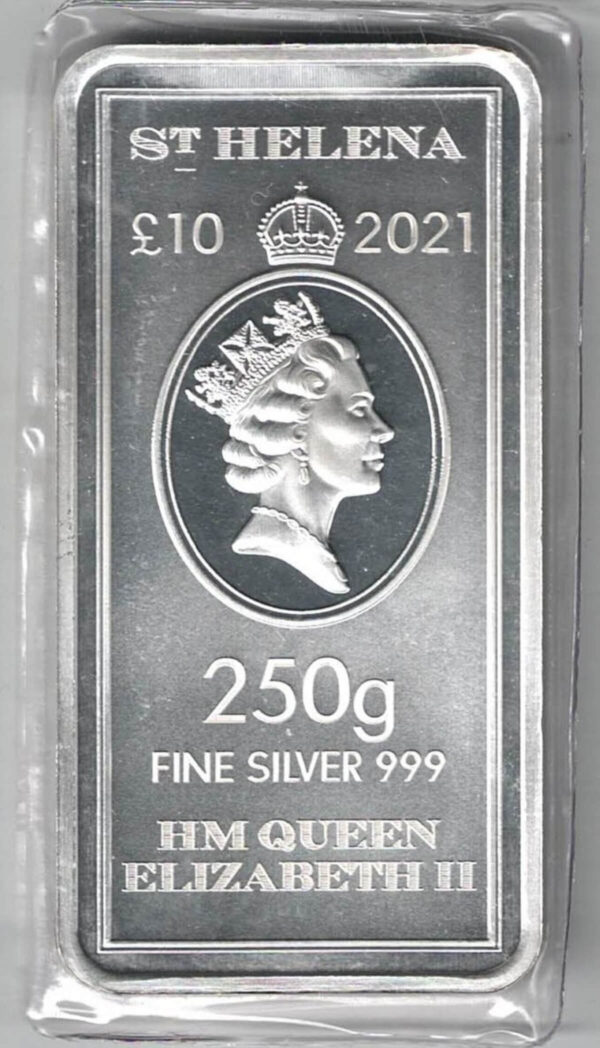 ST HELENA
£10 2021
250g
FINE SILVER 999
HM QUEEN
ELIZABETH II